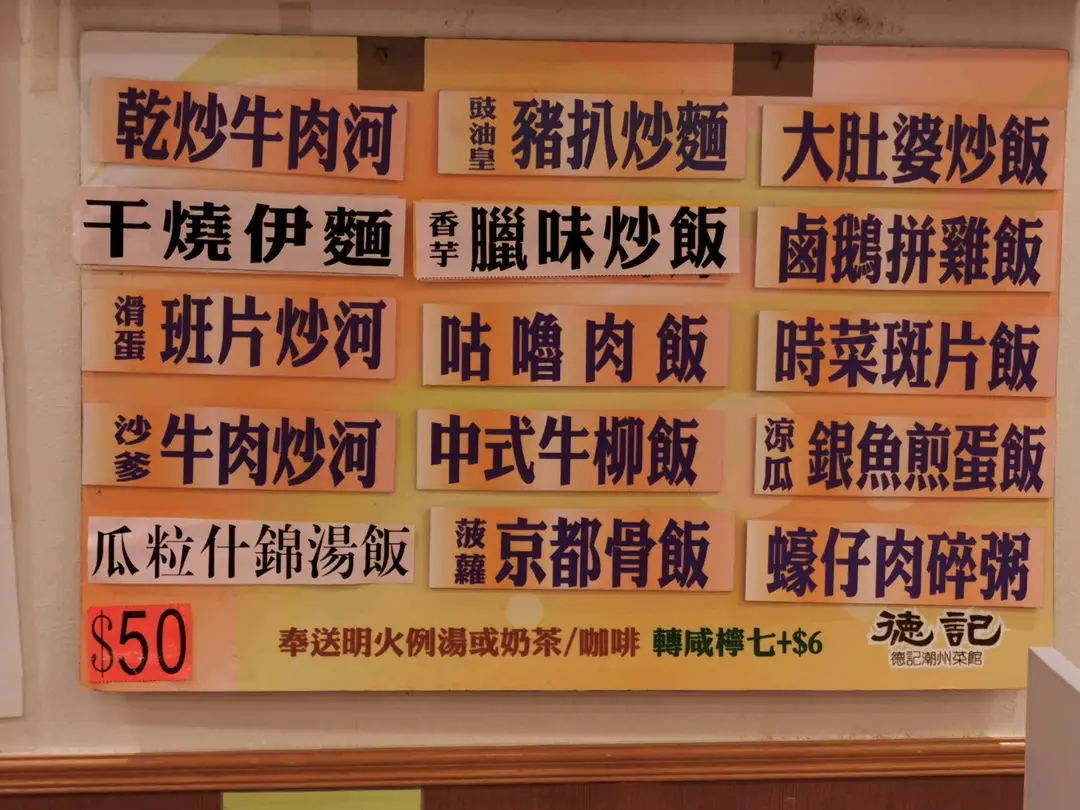 乾炒牛肉河
豉油皇 豬扒炒麵
大肚婆炒飯
干燒伊麵
香芋 臘味炒飯
鹵鵝拼雞飯
滑蛋 班片炒河
咕嚕肉飯
時菜斑片飯
沙爹 牛肉炒河
中式牛柳飯
涼瓜 銀魚煎蛋飯
瓜粒什錦湯飯
菠蘿 京都骨飯
蠔仔肉碎粥
$50
奉送明火例湯或奶茶/咖啡 轉咸檸七+$6
德記
德記潮州菜館